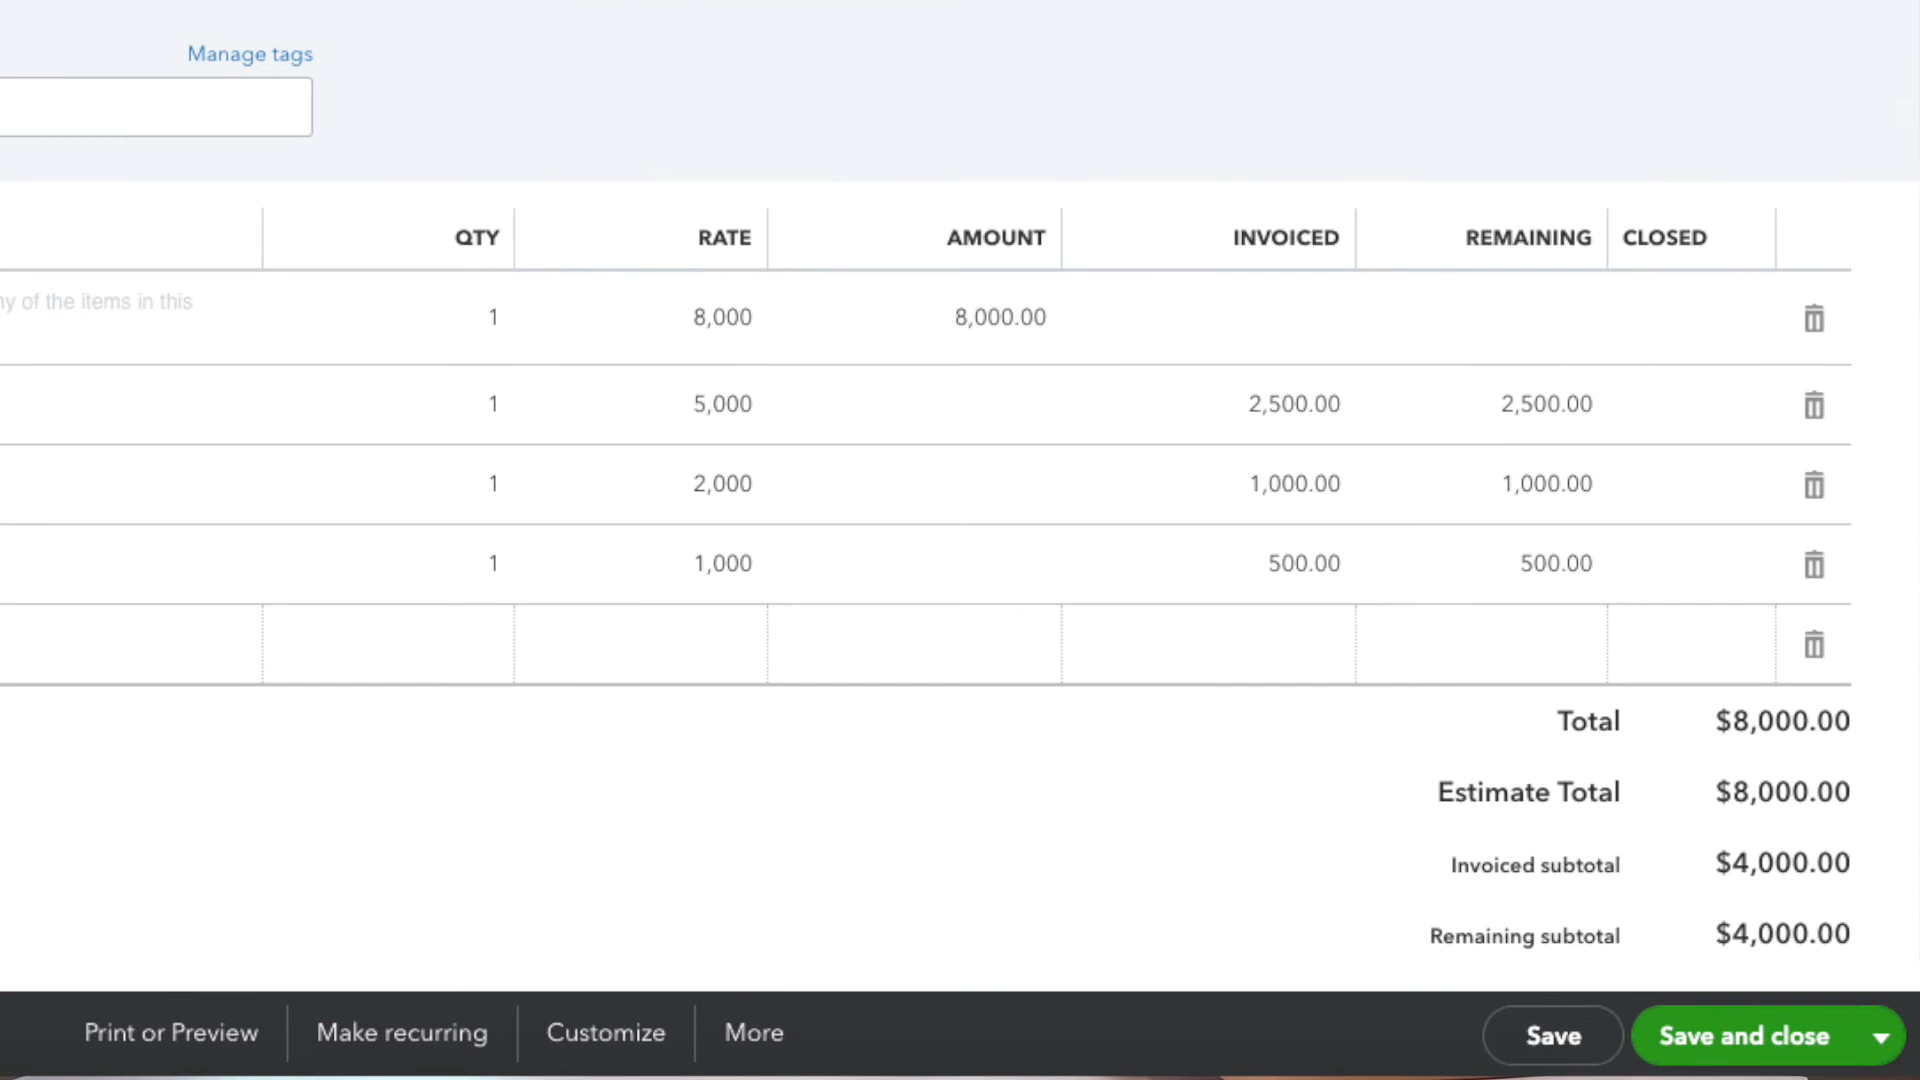 Manage tags
QTY RATE AMOUNT INVOICED REMAINING CLOSED
of the items in this
1 8,000 8,000.00
1 5,000 2,500.00 2,500.00
1 2,000 1,000.00 1,000.00
1 1,000 500.00 500.00
Total $8,000.00
Estimate Total $8,000.00
Invoiced subtotal $4,000.00
Remaining subtotal $4,000.00
Print or Preview Make recurring Customize More Save Save and close